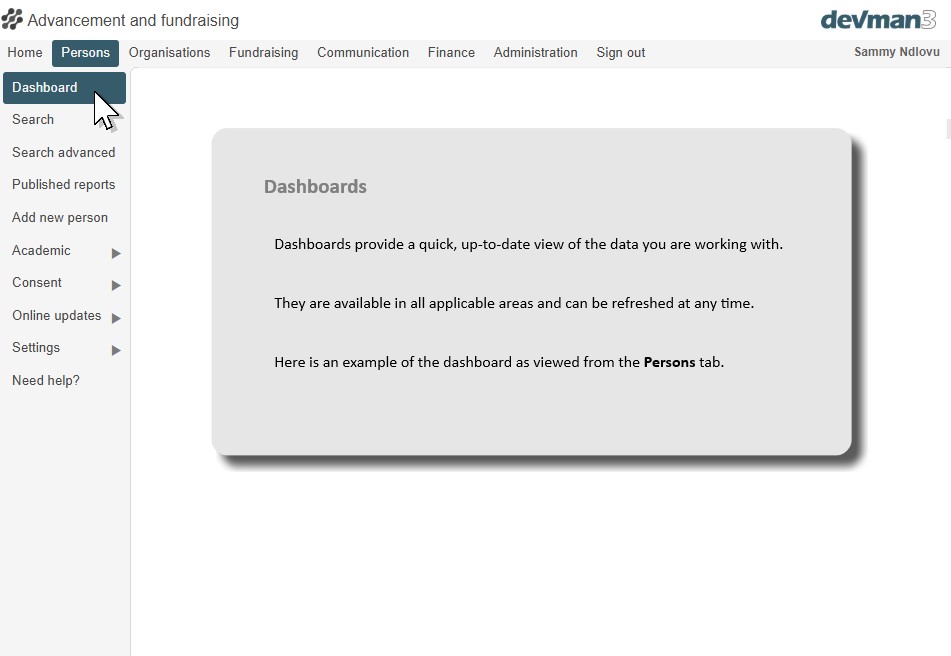 Advancement and fundraising
devman3
Home Persons Organisations Fundraising Communication Finance Administration Sign out Sammy Ndlovu
Dashboard
Search
Search advanced
Published reports
Add new person
Academic
Consent
Online updates
Settings
Need help?
Dashboards
Dashboards provide a quick, up-to-date view of the data you are working with.
They are available in all applicable areas and can be refreshed at any time.
Here is an example of the dashboard as viewed from the Persons tab.